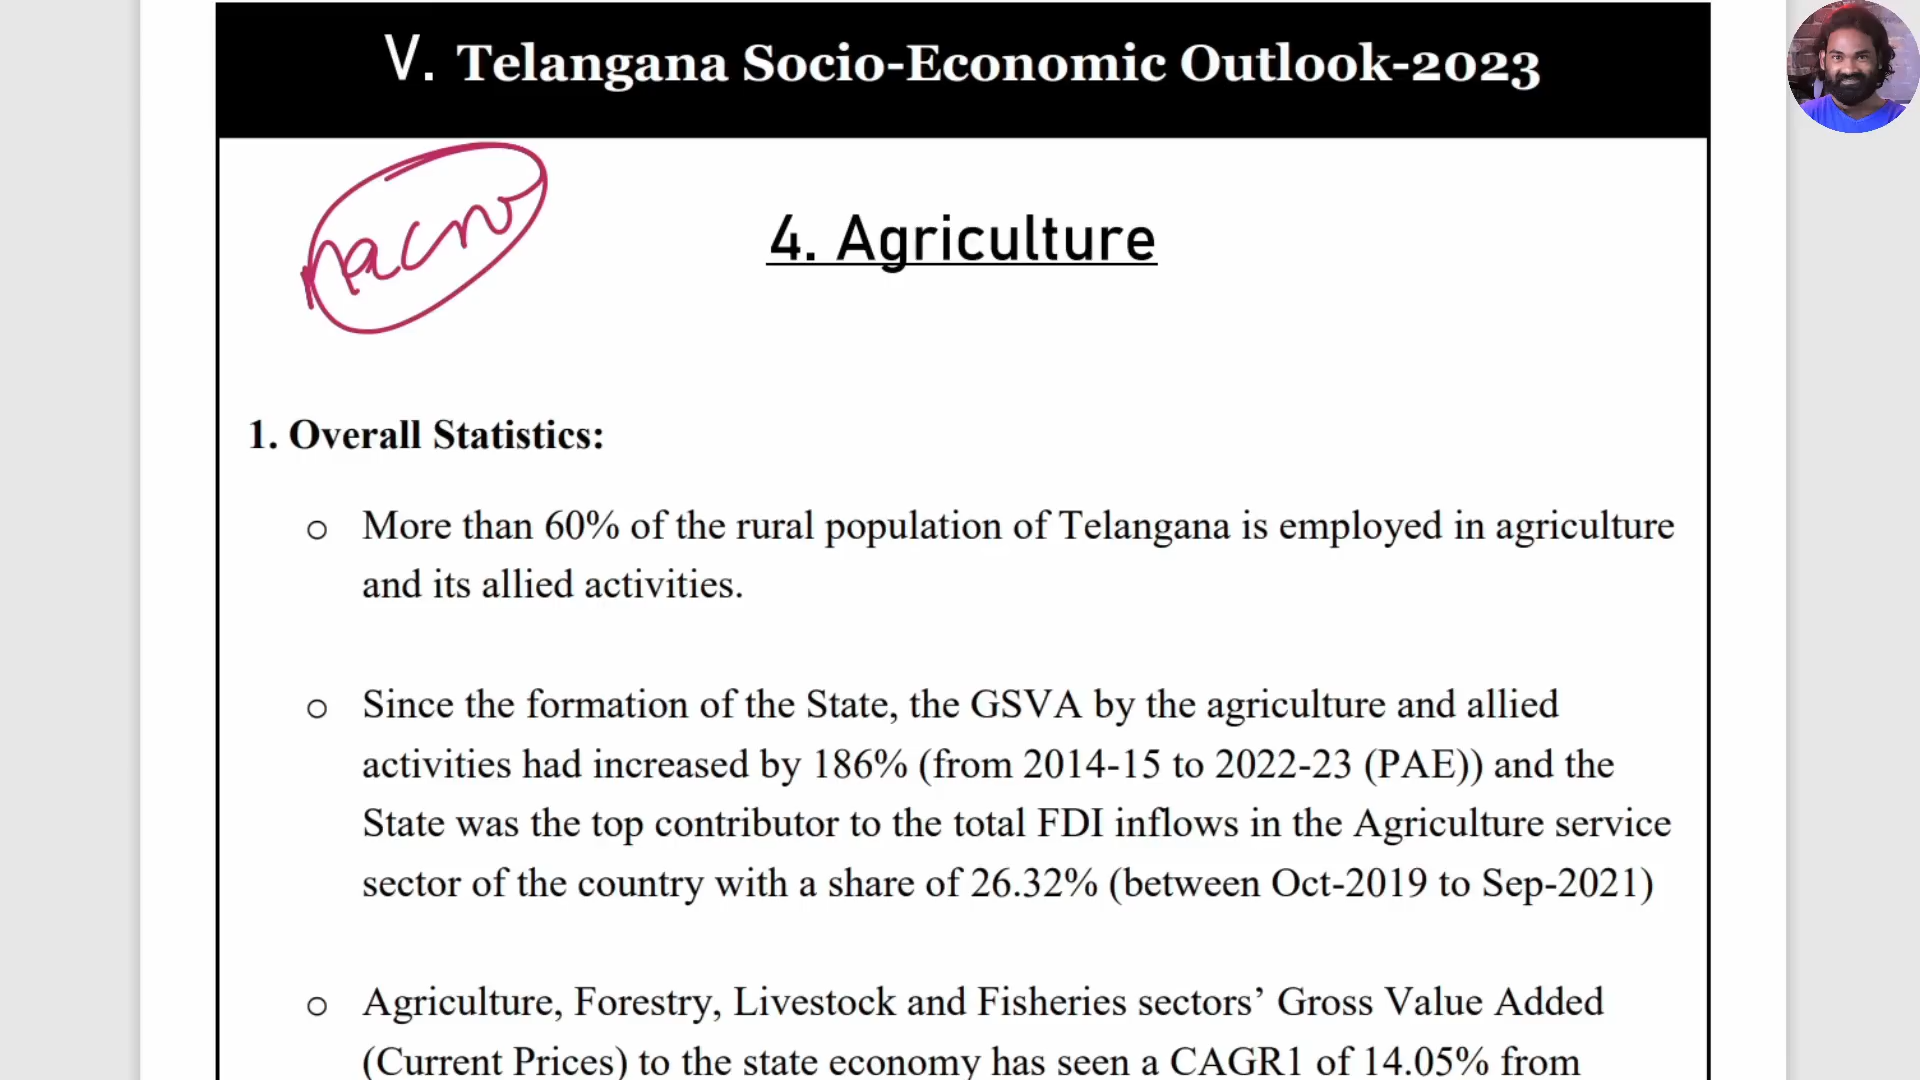 V. Telangana Socio-Economic Outlook-2023
macro
4. Agriculture
1. Overall Statistics:
o More than 60% of the rural population of Telangana is employed in agriculture
and its allied activities.
o Since the formation of the State, the GSVA by the agriculture and allied
activities had increased by 186% (from 2014-15 to 2022-23 (PAE)) and the
State was the top contributor to the total FDI inflows in the Agriculture service
sector of the country with a share of 26.32% (between Oct-2019 to Sep-2021)
o Agriculture, Forestry, Livestock and Fisheries sectors’ Gross Value Added
(Current Prices) to the state economy has seen a CAGR1 of 14.05% from